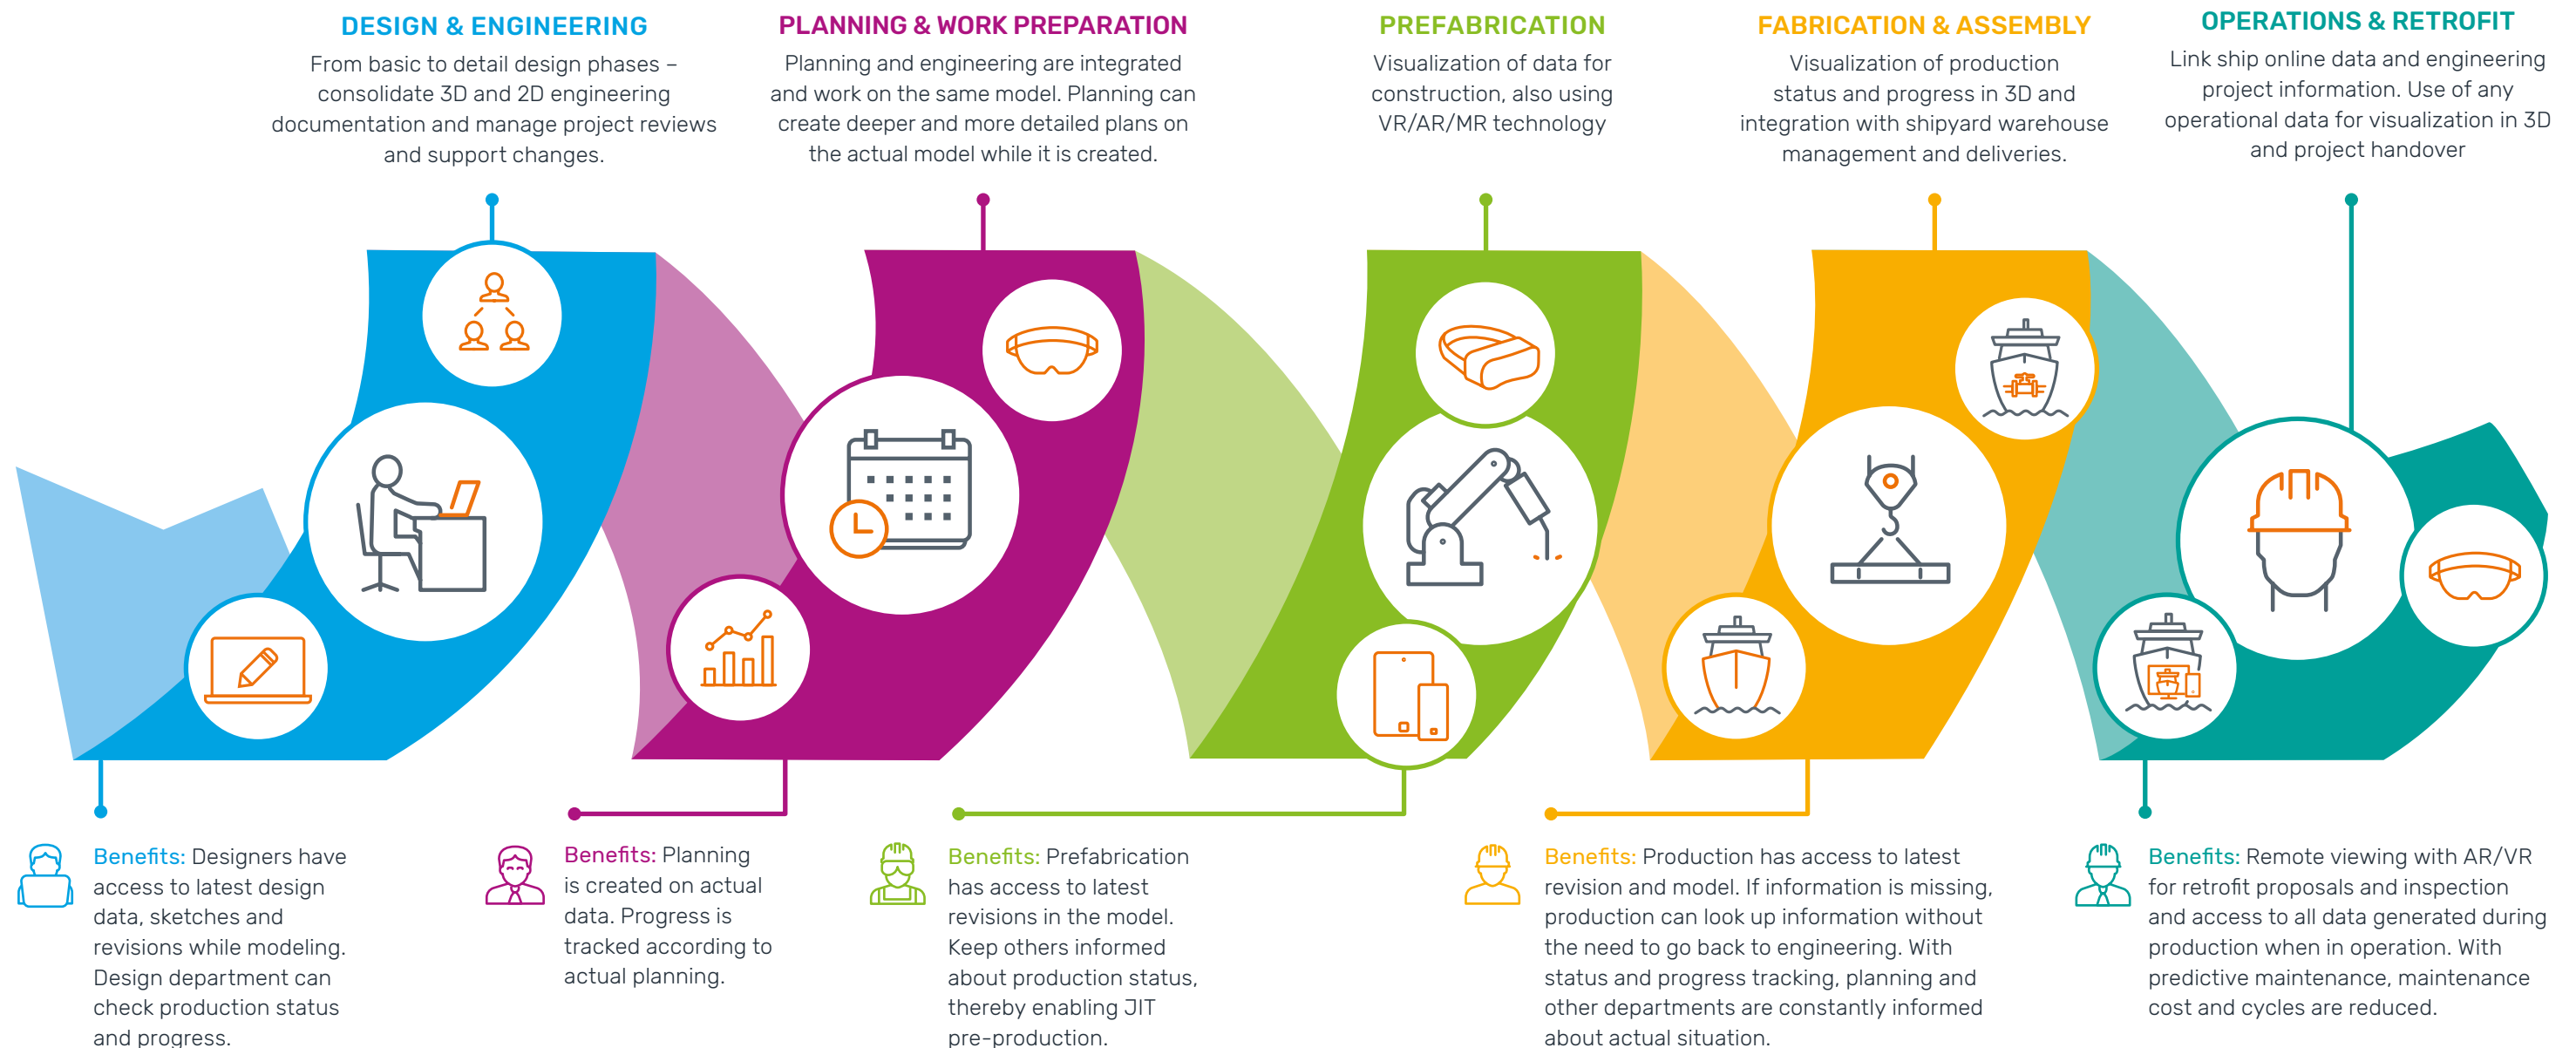 DESIGN & ENGINEERING
From basic to detail design phases –
consolidate 3D and 2D engineering
documentation and manage project reviews
and support changes.
PLANNING & WORK PREPARATION
Planning and engineering are integrated
and work on the same model. Planning can
create deeper and more detailed plans on
the actual model while it is created.
PREFABRICATION
Visualization of data for
construction, also using
VR/AR/MR technology
FABRICATION & ASSEMBLY
Visualization of production
status and progress in 3D and
integration with shipyard warehouse
management and deliveries.
OPERATIONS & RETROFIT
Link ship online data and engineering
project information. Use of any
operational data for visualization in 3D
and project handover
Benefits: Designers have
access to latest design
data, sketches and
revisions while modeling.
Design department can
check production status
and progress.
Benefits: Planning
is created on actual
data. Progress is
tracked according to
actual planning.
Benefits: Prefabrication
has access to latest
revisions in the model.
Keep others informed
about production status,
thereby enabling JIT
pre-production.
Benefits: Production has access to latest
revision and model. If information is missing,
production can look up information without
the need to go back to engineering. With
status and progress tracking, planning and
other departments are constantly informed
about actual situation.
Benefits: Remote viewing with AR/VR
for retrofit proposals and inspection
and access to all data generated during
production when in operation. With
predictive maintenance, maintenance
cost and cycles are reduced.